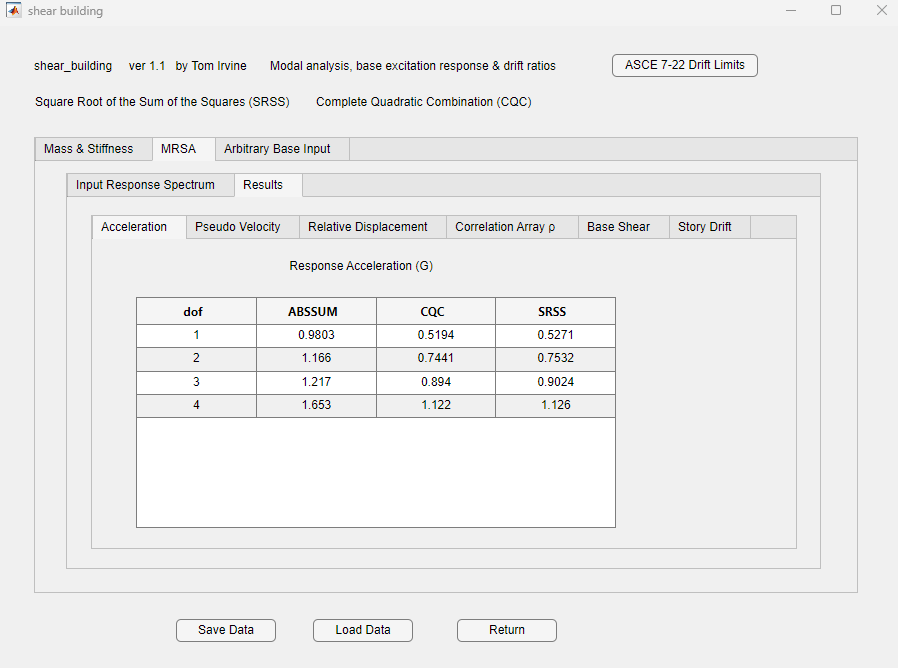 shear building
shear_building ver 1.1 by Tom Irvine Modal analysis, base excitation response & drift ratios ASCE 7-22 Drift Limits
Square Root of the Sum of the Squares (SRSS) Complete Quadratic Combination (CQC)
Mass & Stiffness MRSA Arbitrary Base Input
Input Response Spectrum Results
Acceleration Pseudo Velocity Relative Displacement Correlation Array ρ Base Shear Story Drift
Response Acceleration (G)
dof ABSSUM CQC SRSS
1 0.9803 0.5194 0.5271
2 1.166 0.7441 0.7532
3 1.217 0.894 0.9024
4 1.653 1.122 1.126
Save Data Load Data Return